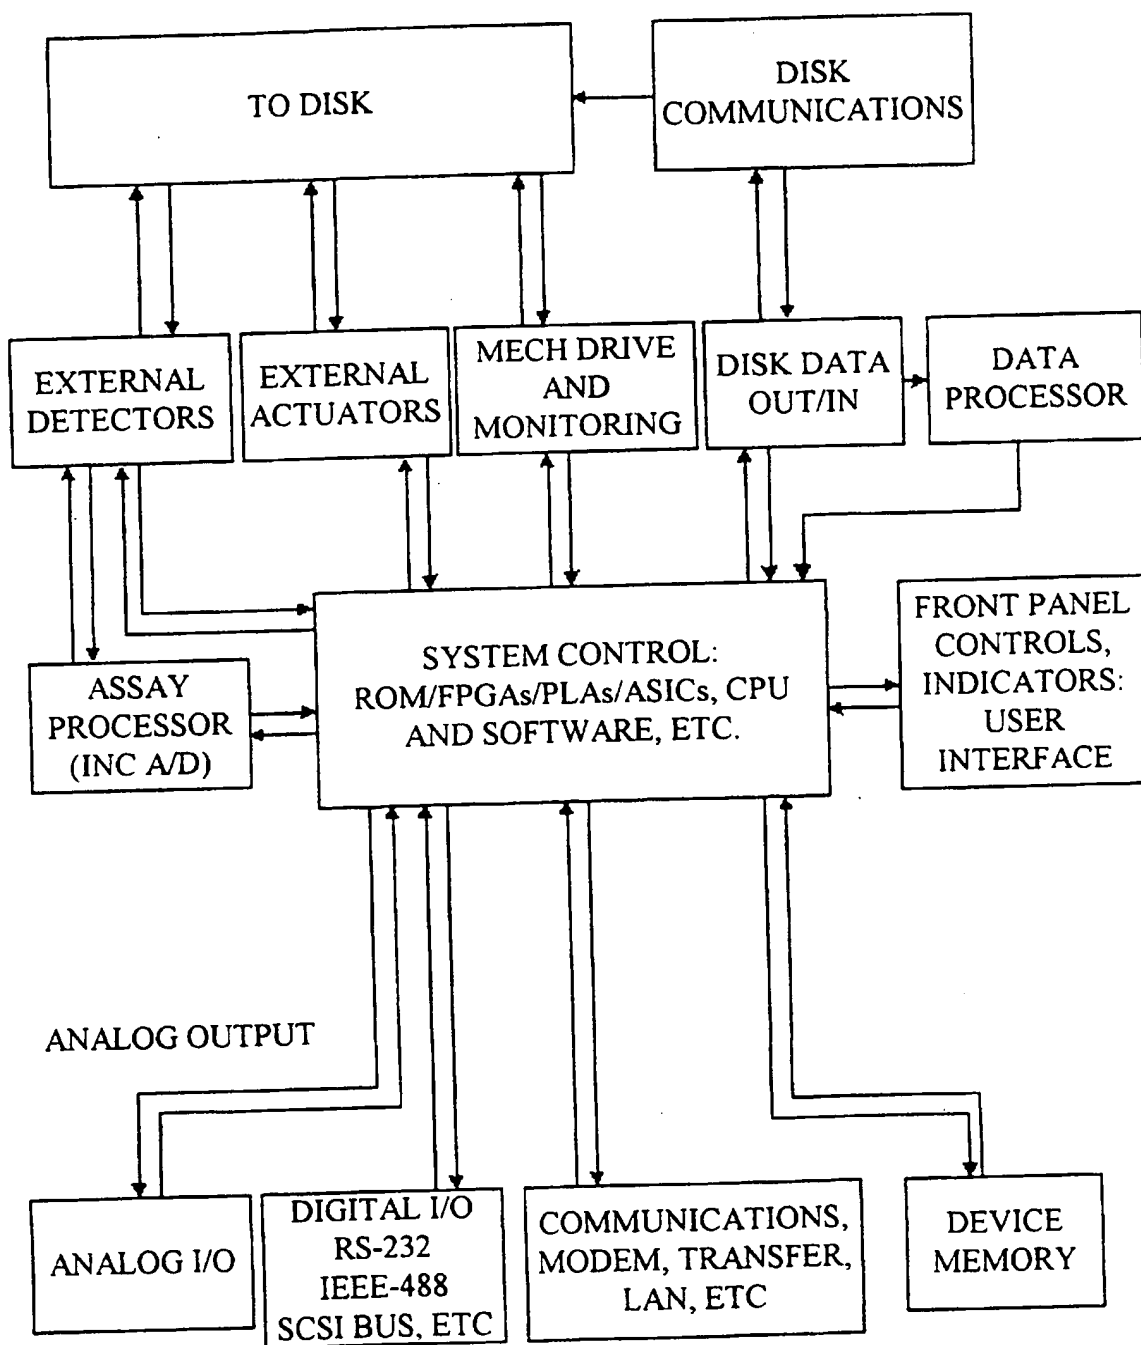 TO DISK
DISK
COMMUNICATIONS
EXTERNAL
DETECTORS
EXTERNAL
ACTUATORS
MECH DRIVE
AND
MONITORING
DISK DATA
OUT/IN
DATA
PROCESSOR
ASSAY
PROCESSOR
(INC A/D)
SYSTEM CONTROL:
ROM/FPGAs/PLAs/ASICs, CPU
AND SOFTWARE, ETC.
FRONT PANEL
CONTROLS,
INDICATORS:
USER
INTERFACE
ANALOG OUTPUT
ANALOG I/O
DIGITAL I/O
RS-232
IEEE-488
SCSI BUS, ETC
COMMUNICATIONS,
MODEM, TRANSFER,
LAN, ETC
DEVICE
MEMORY